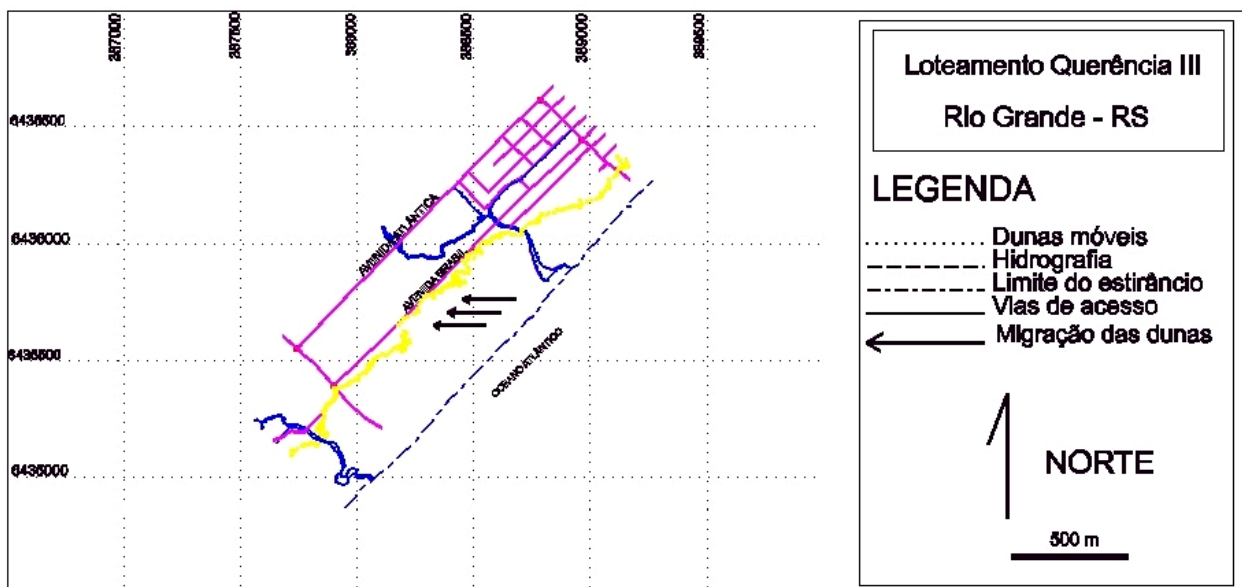 387000
387500
388000
388500
389000
389500
6436500
6436000
6435500
6435000
AVENIDA ATLÂNTICA
AVENIDA BRASIL
OCEANO ATLÂNTICO
Loteamento Querência III
Rio Grande - RS
LEGENDA
Dunas móveis
Hidrografia
Limite do estirâncio
Vias de acesso
Migração das dunas
NORTE
500 m